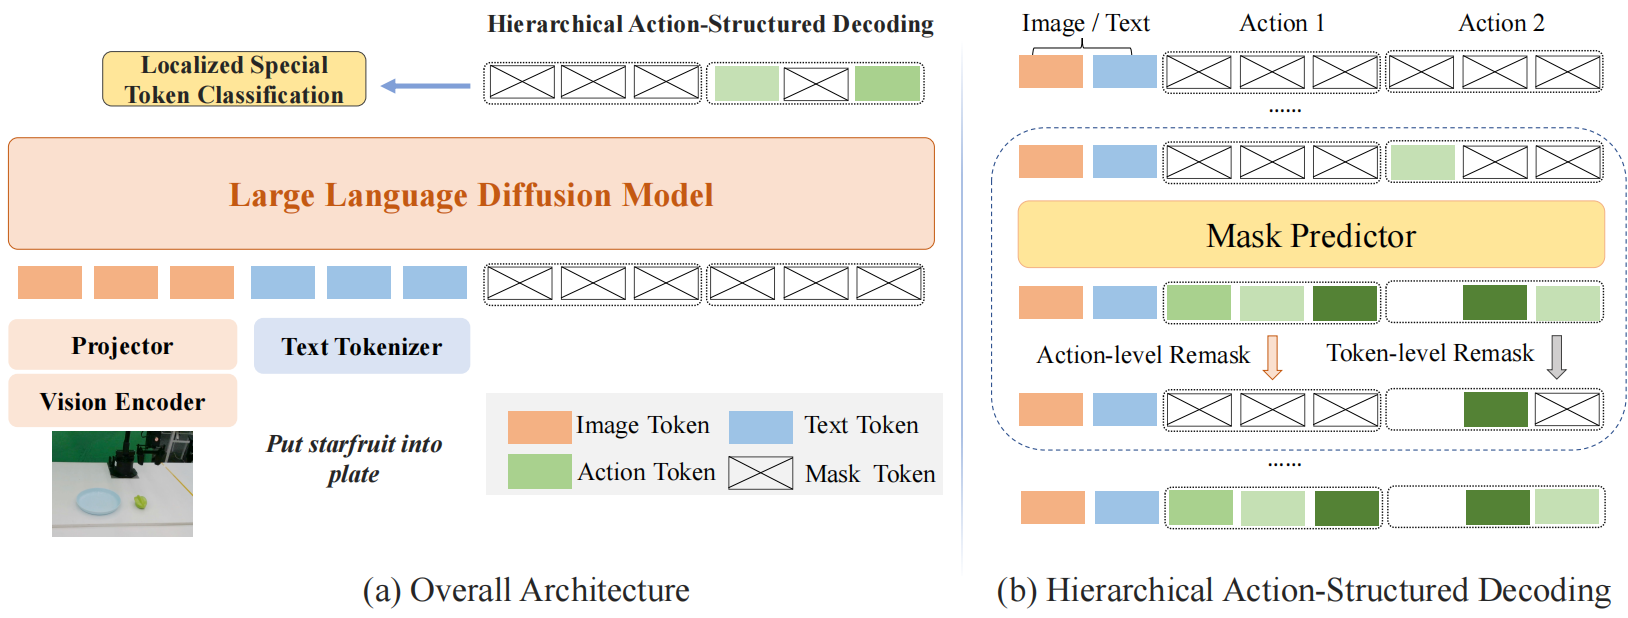 Hierarchical Action-Structured Decoding
Localized Special
Token Classification
Large Language Diffusion Model
Projector
Text Tokenizer
Vision Encoder
Put starfruit into
plate
Image Token
Text Token
Action Token
Mask Token
(a) Overall Architecture
Image / Text
Action 1
Action 2
......
Mask Predictor
Action-level Remask
Token-level Remask
......
(b) Hierarchical Action-Structured Decoding